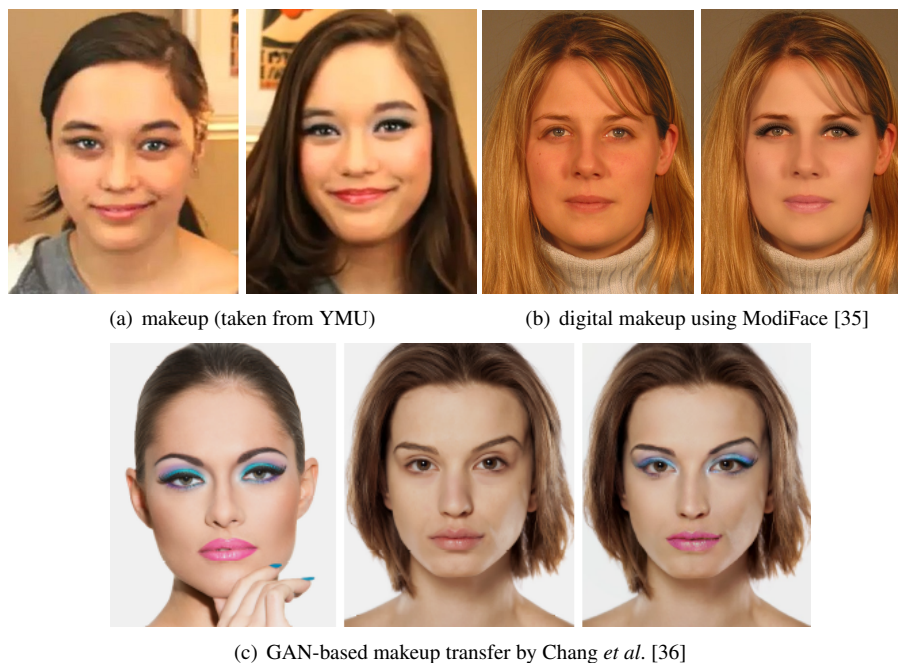 (a) makeup (taken from YMU)
(b) digital makeup using ModiFace [35]
(c) GAN-based makeup transfer by Chang et al. [36]